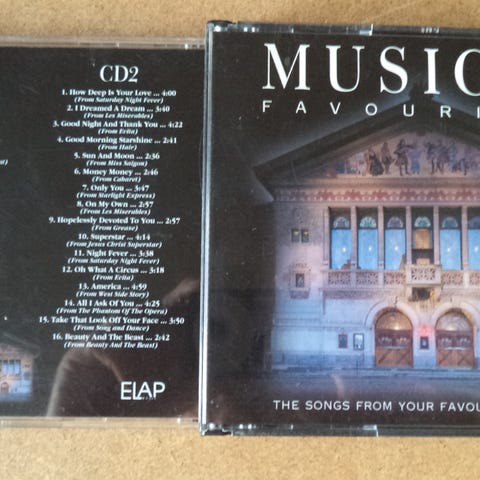 CD2
1. How Deep Is Your Love ... 4:00
(From Saturday Night Fever)
2. I Dreamed A Dream ... 3:40
(From Les Miserables)
3. Good Night And Thank You ... 4:22
(From Evita)
4. Good Morning Starshine ... 2:41
(From Hair)
5. Sun And Moon ... 2:36
(From Miss Saigon)
6. Money Money ... 2:46
(From Cabaret)
7. Only You ... 3:47
(From Starlight Express)
8. On My Own ... 2:57
(From Les Miserables)
9. Hopelessly Devoted To You ... 2:57
(From Grease)
10. Superstar ... 4:14
(From Jesus Christ Superstar)
11. Night Fever ... 3:38
(From Saturday Night Fever)
12. Oh What A Circus ... 3:18
(From Evita)
13. America ... 4:59
(From West Side Story)
14. All I Ask Of You ... 4:25
(From The Phantom Of The Opera)
15. Take That Look Off Your Face ... 3:50
(From Song and Dance)
16. Beauty And The Beast ... 2:42
(From Beauty And The Beast)
ELAP
MUSIC
FAVOURI
THE SONGS FROM YOUR FAVOU